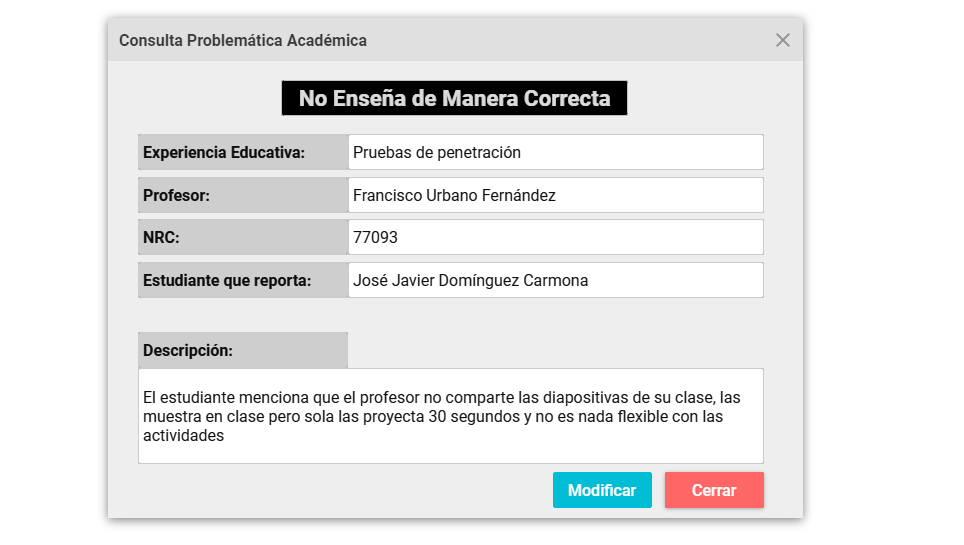 Consulta Problemática Académica
No Enseña de Manera Correcta
Experiencia Educativa: Pruebas de penetración
Profesor: Francisco Urbano Fernández
NRC: 77093
Estudiante que reporta: José Javier Domínguez Carmona
Descripción:
El estudiante menciona que el profesor no comparte las diapositivas de su clase, las
muestra en clase pero sola las proyecta 30 segundos y no es nada flexible con las
actividades
Modificar Cerrar